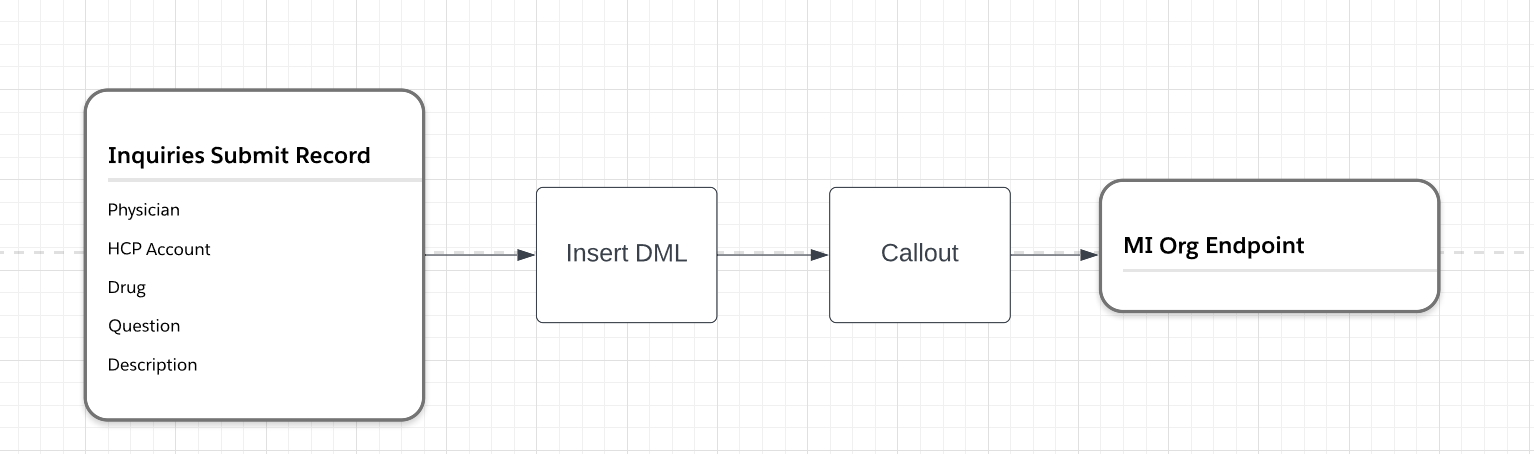 Inquiries Submit Record
Physician
HCP Account
Drug
Question
Description
Insert DML
Callout
MI Org Endpoint